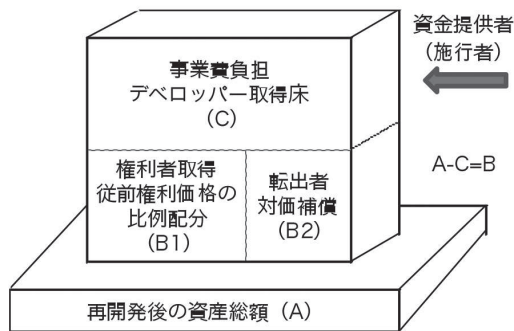 資金提供者
（施行者）
事業費負担
デベロッパー取得床
（C）
A-C=B
権利者取得
従前権利価格の
比例配分
（B1）
転出者
対価補償
（B2）
再開発後の資産総額（A）